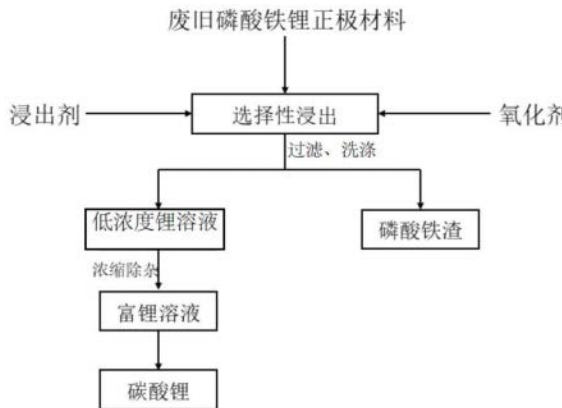 废旧磷酸铁锂正极材料
浸出剂
选择性浸出
氧化剂
过滤、洗涤
低浓度锂溶液
磷酸铁渣
浓缩除杂
富锂溶液
碳酸锂